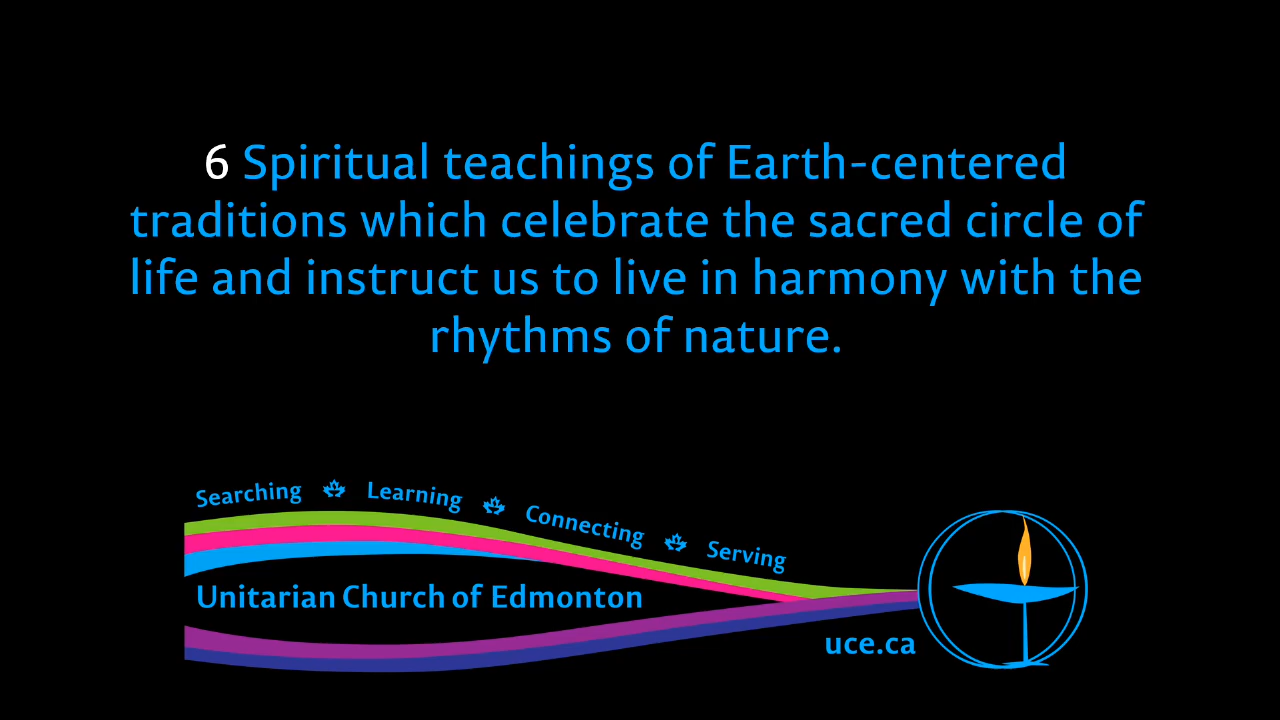 6 Spiritual teachings of Earth-centered
traditions which celebrate the sacred circle of
life and instruct us to live in harmony with the
rhythms of nature.
Searching Learning Connecting Serving
Unitarian Church of Edmonton
uce.ca